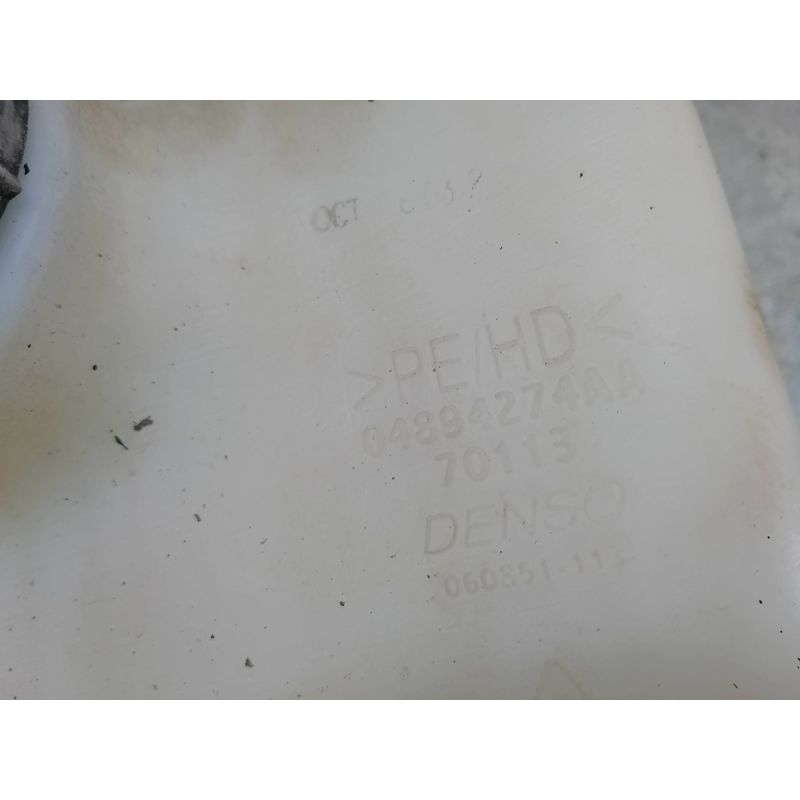 OCT
>PE/HD<
04894274AA
70113
DENSO
060851-113